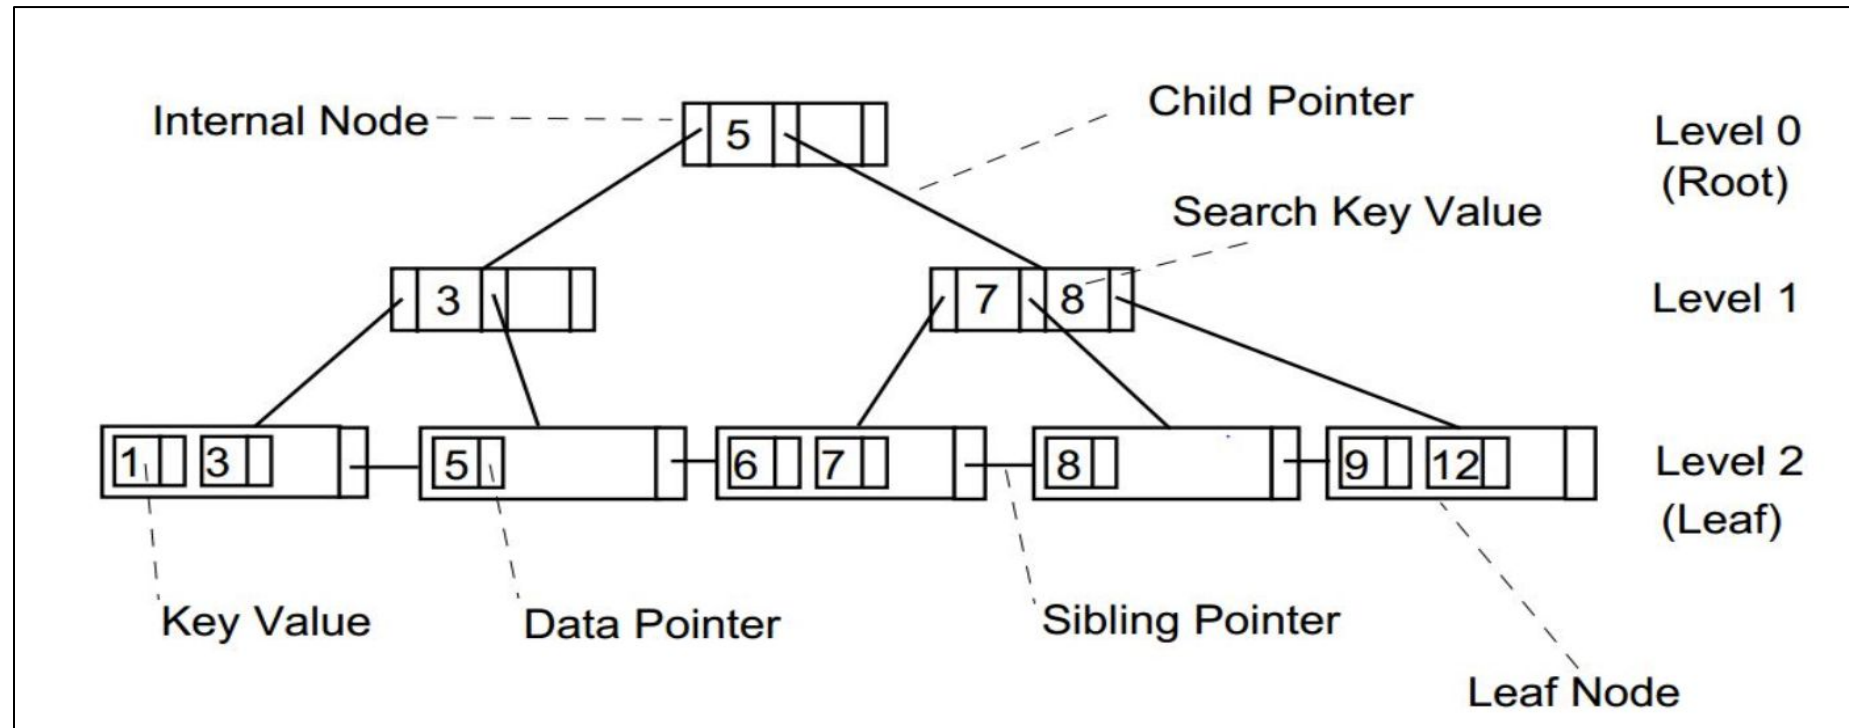 Internal Node
5
Child Pointer
Level 0
(Root)
Search Key Value
3
7 8
Level 1
1 3
5
6 7
8
9 12
Level 2
(Leaf)
Key Value
Data Pointer
Sibling Pointer
Leaf Node